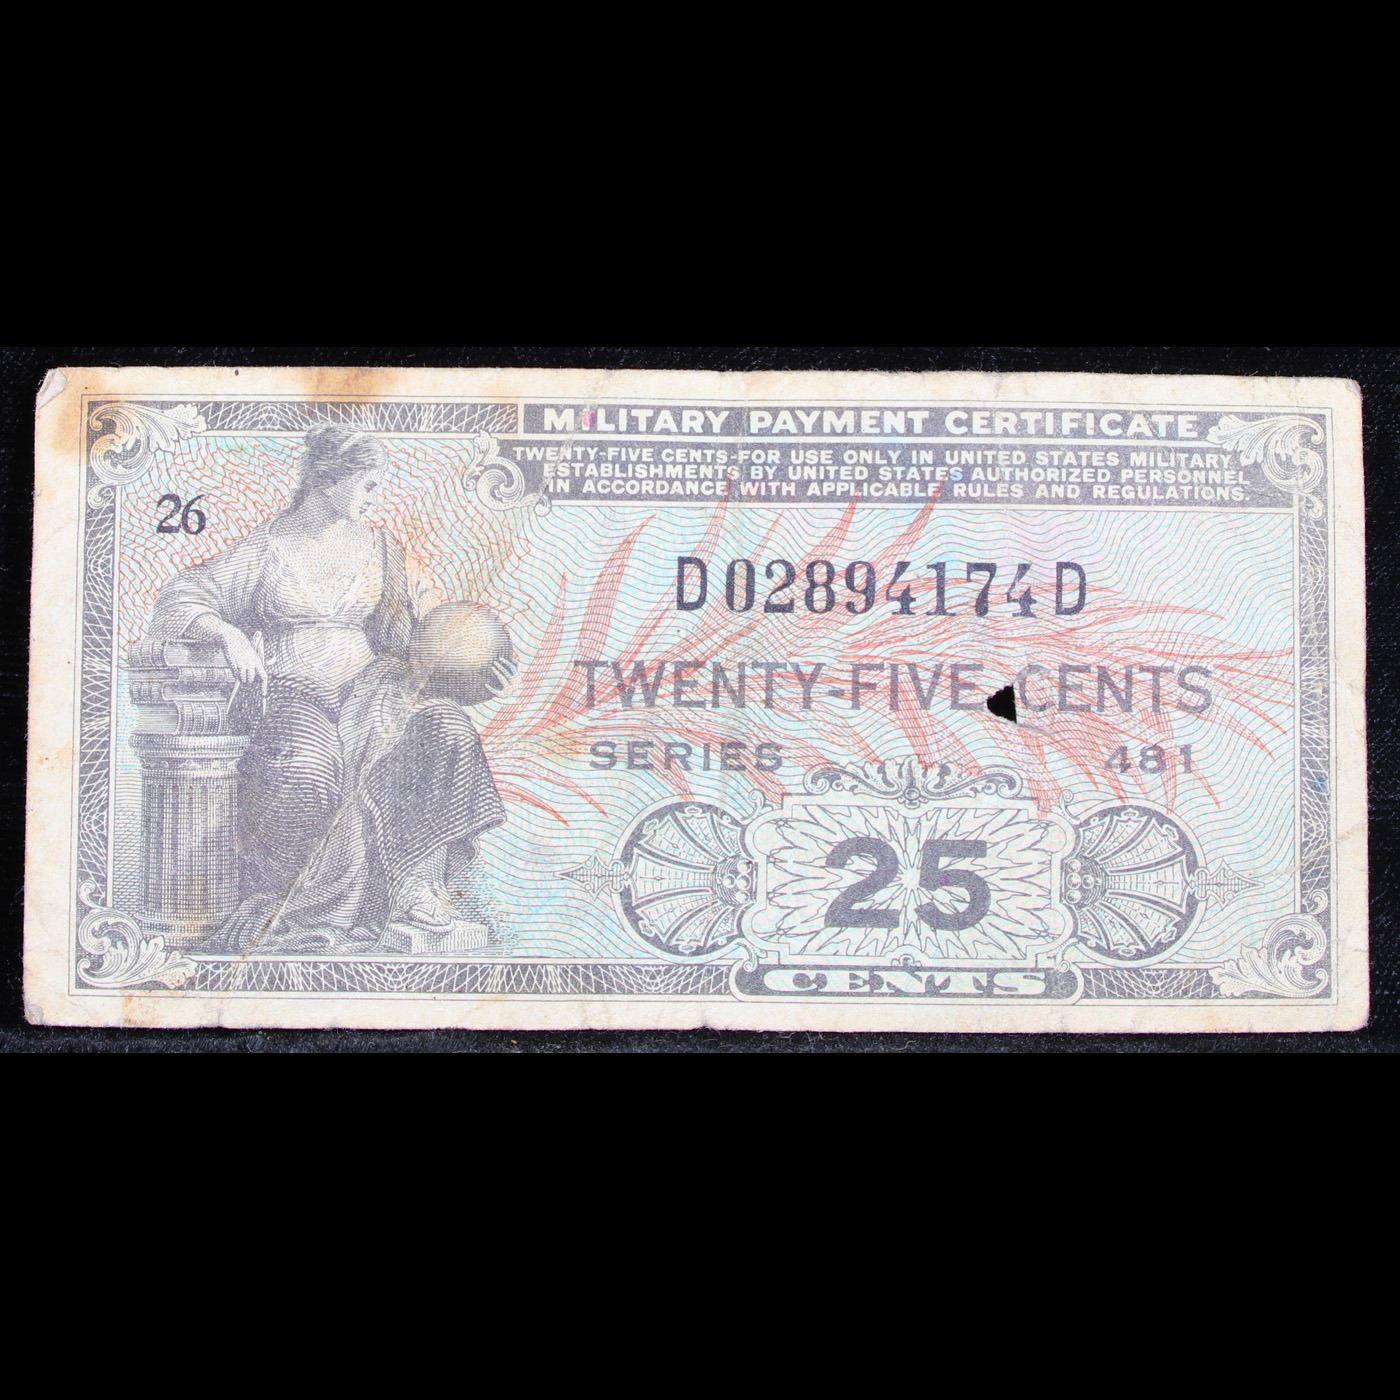 MILITARY PAYMENT CERTIFICATE
TWENTY-FIVE CENTS-FOR USE ONLY IN UNITED STATES MILITARY
ESTABLISHMENTS BY UNITED STATES AUTHORIZED PERSONNEL
IN ACCORDANCE WITH APPLICABLE RULES AND REGULATIONS.
26
D02894174D
TWENTY-FIVE CENTS
SERIES 481
25
CENTS